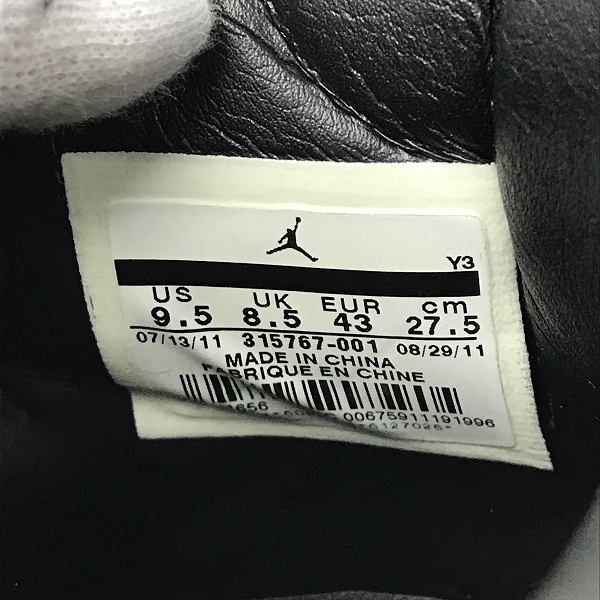 Y3
US UK EUR cm
9.5 8.5 43 27.5
07/13/11 315767-001 08/29/11
MADE IN CHINA
FABRIQUE EN CHINE
00675911191996